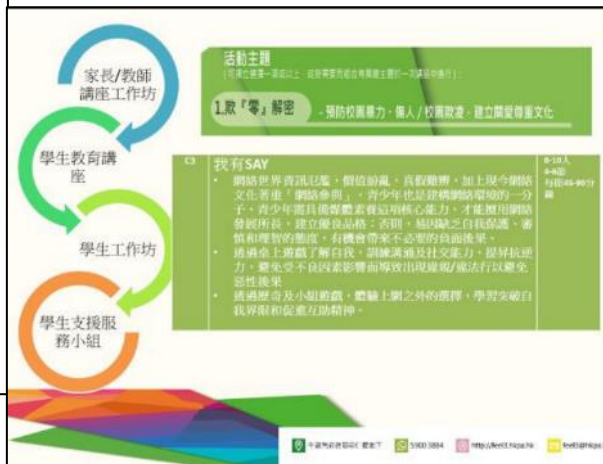 家長/教師
講座工作坊
學生教育講
座
學生工作坊
學生支援服
務小組
活動主題
1.欺『零』解密 - 預防校園暴力、傷人 / 校園欺凌，建立關愛尊重文化
C3
我有SAY
• 網絡世界資訊氾濫，價值紛亂，真假難辨，加上現今網絡
文化著重「網絡參與」，青少年也是建構網絡環境的一分
子。青少年需具備媒體素養這項核心能力，才能握用網絡
發展所長，建立優良品格；否則，易因缺乏自我保護、審
慎和理智的態度，有機會帶來不必要的負面後果。
• 透過桌上遊戲了解自我，訓練溝通及社交能力，提昇抗逆
力，避免受不良因素影響而導致出現違規/違法行以避免
惡性後果
• 透過歷奇及小組遊戲，體驗上網之外的選擇，學習突破自
我界限和促進互助精神。
8-10人
每節45-90分
鐘
5900 3884